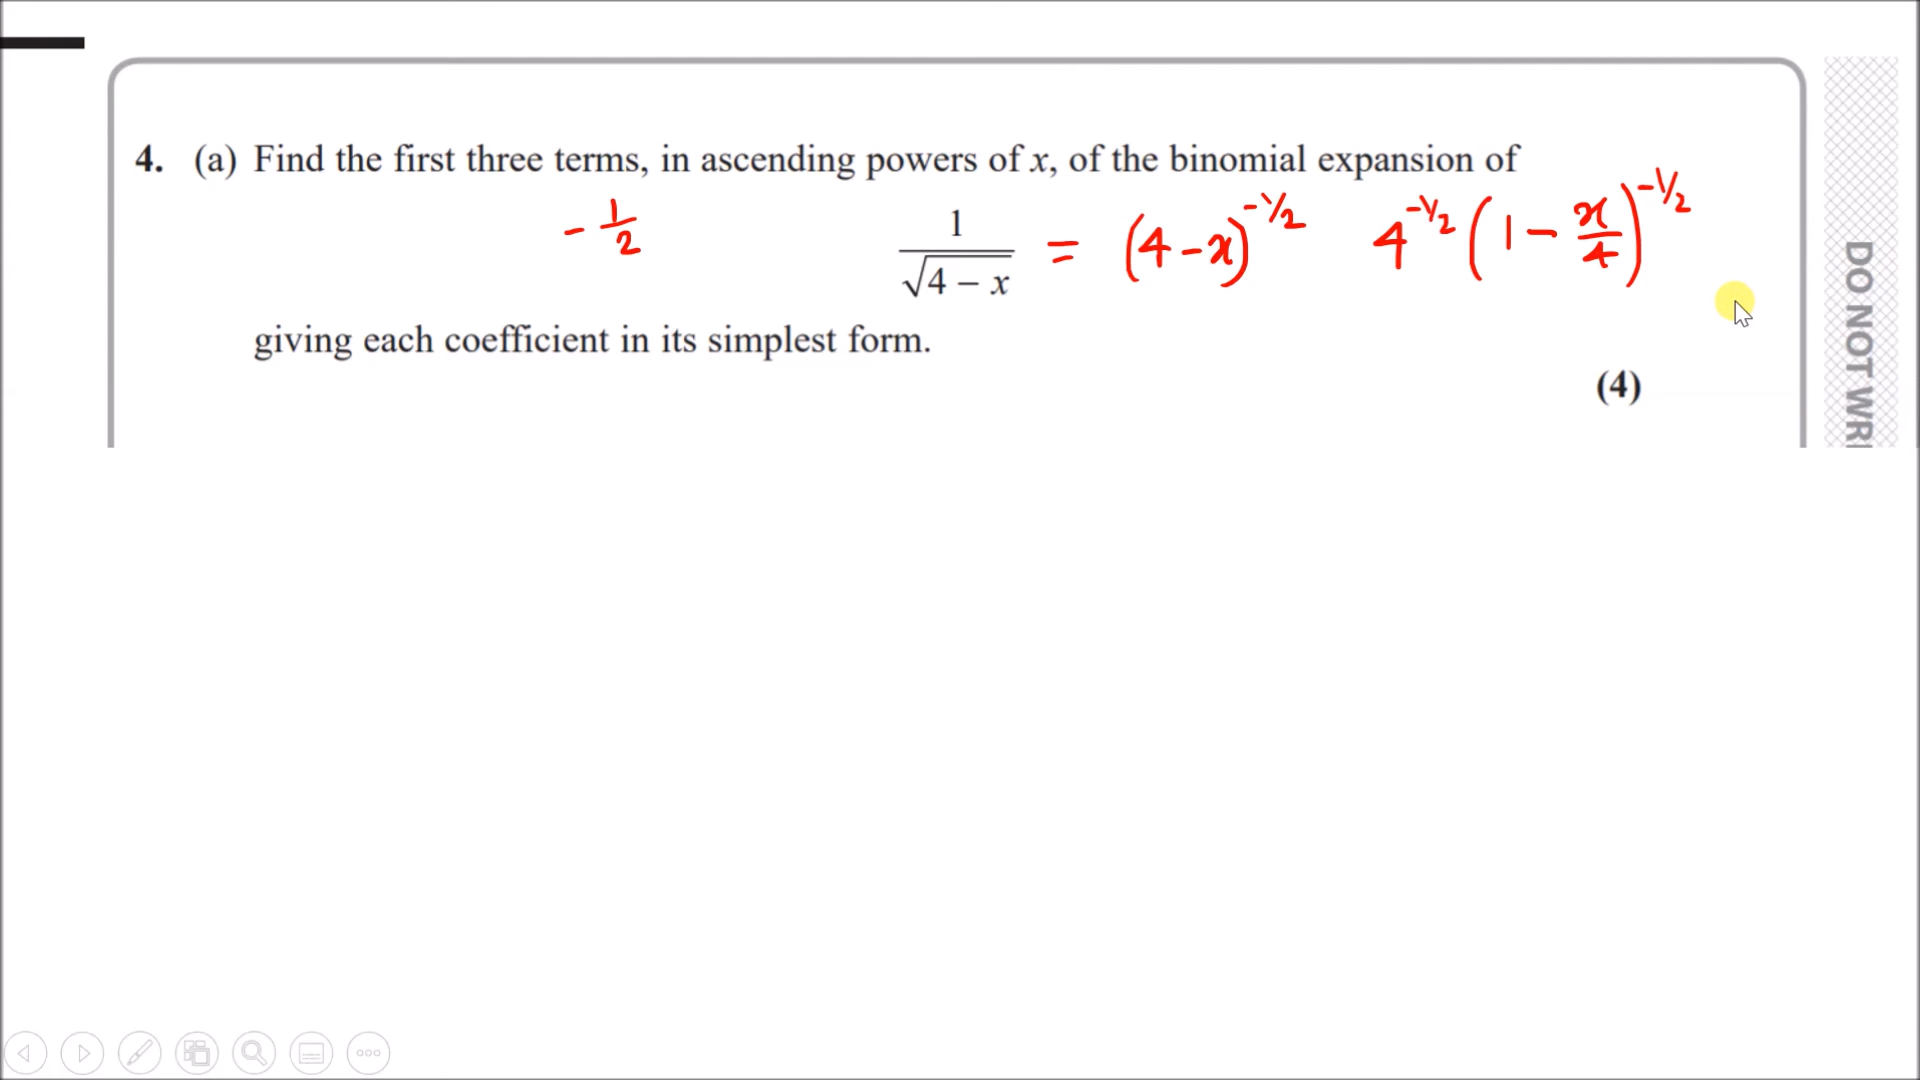 4. (a) Find the first three terms, in ascending powers of x, of the binomial expansion of
- 1/2
1/√(4 − x) = (4 - x)^{-1/2} 4^{-1/2} (1 - x/4)^{-1/2}
giving each coefficient in its simplest form.
(4)
DO NOT WRI